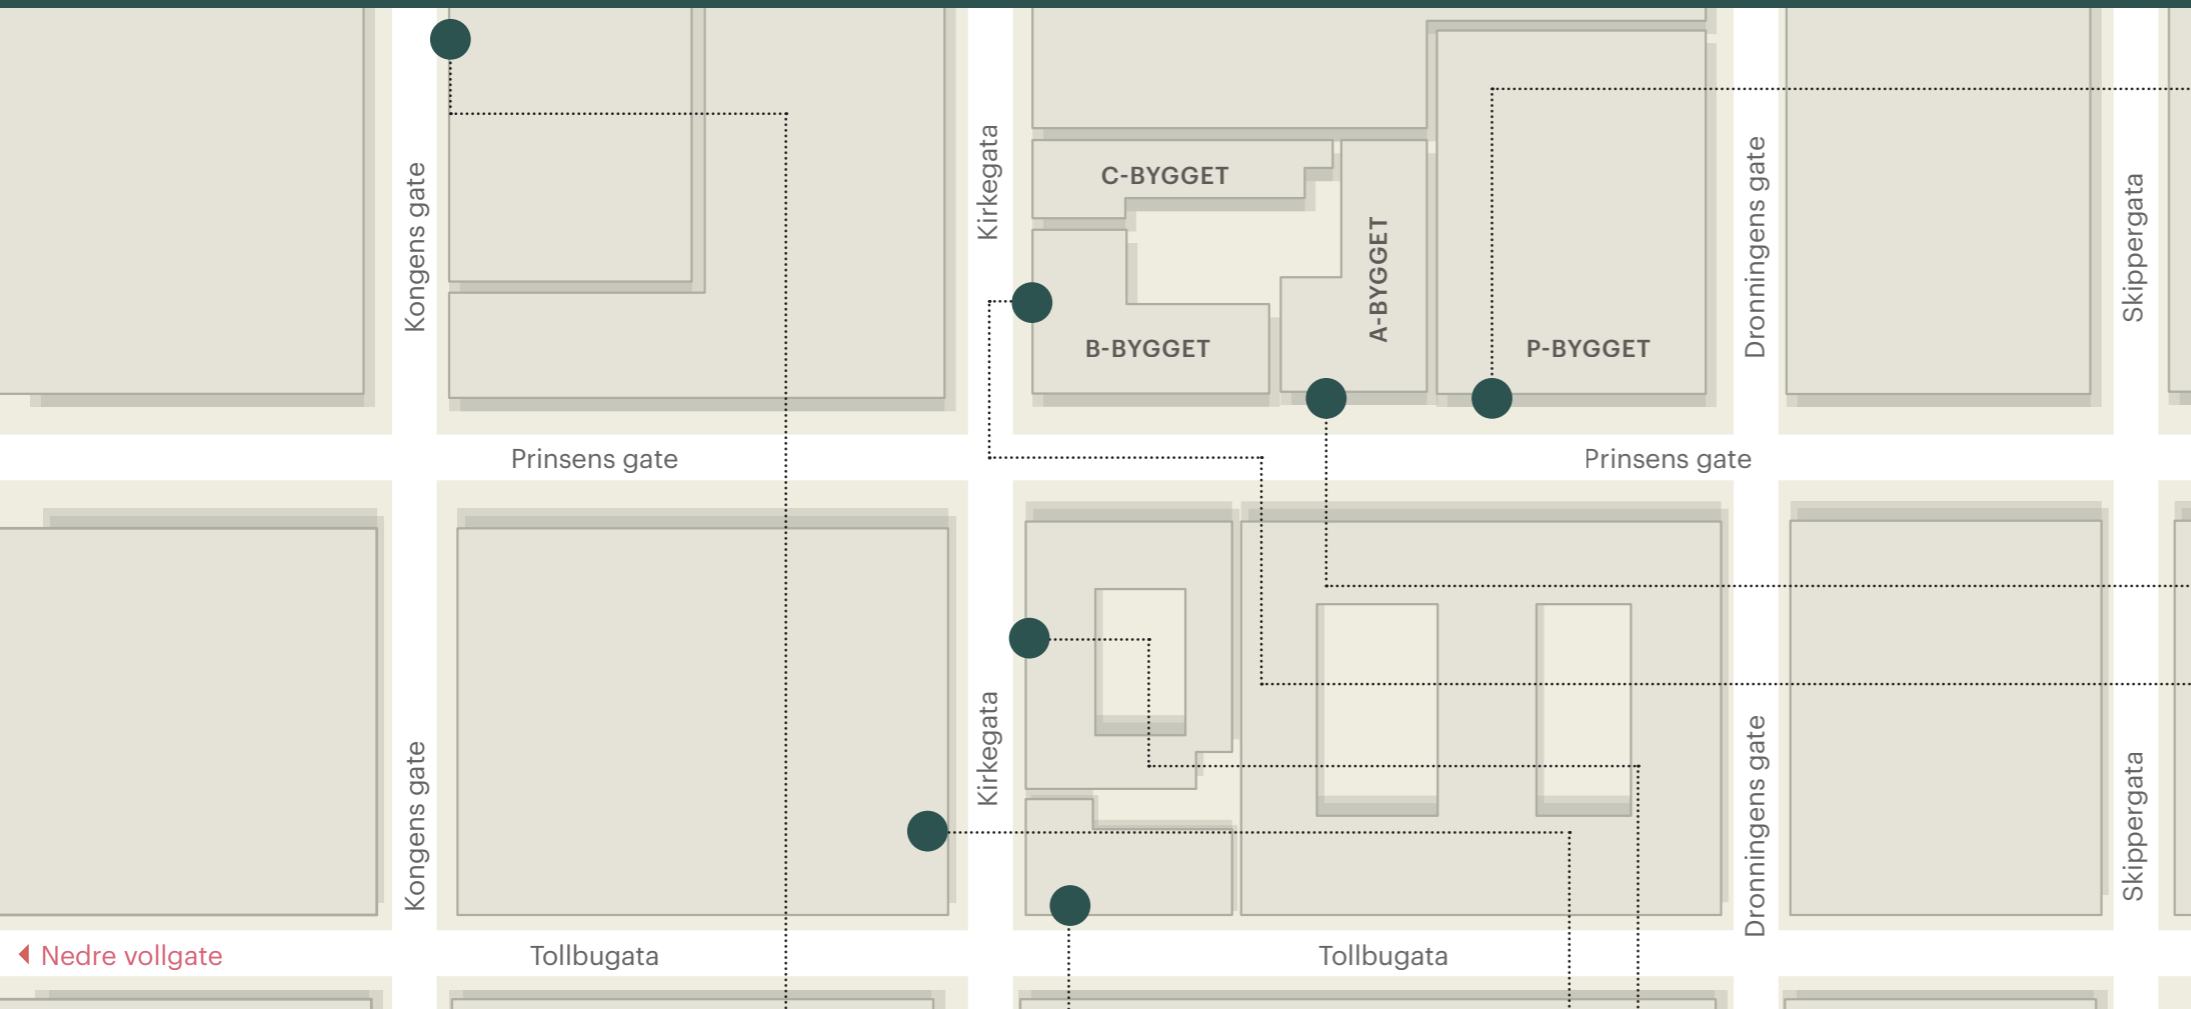 Kongens gate
Kirkegata
C-BYGGET
A-BYGGET
B-BYGGET
P-BYGGET
Dronningens gate
Skippergata
Prinsens gate
Prinsens gate
Kongens gate
Kirkegata
Dronningens gate
Skippergata
Nedre vollgate
Tollbugata
Tollbugata